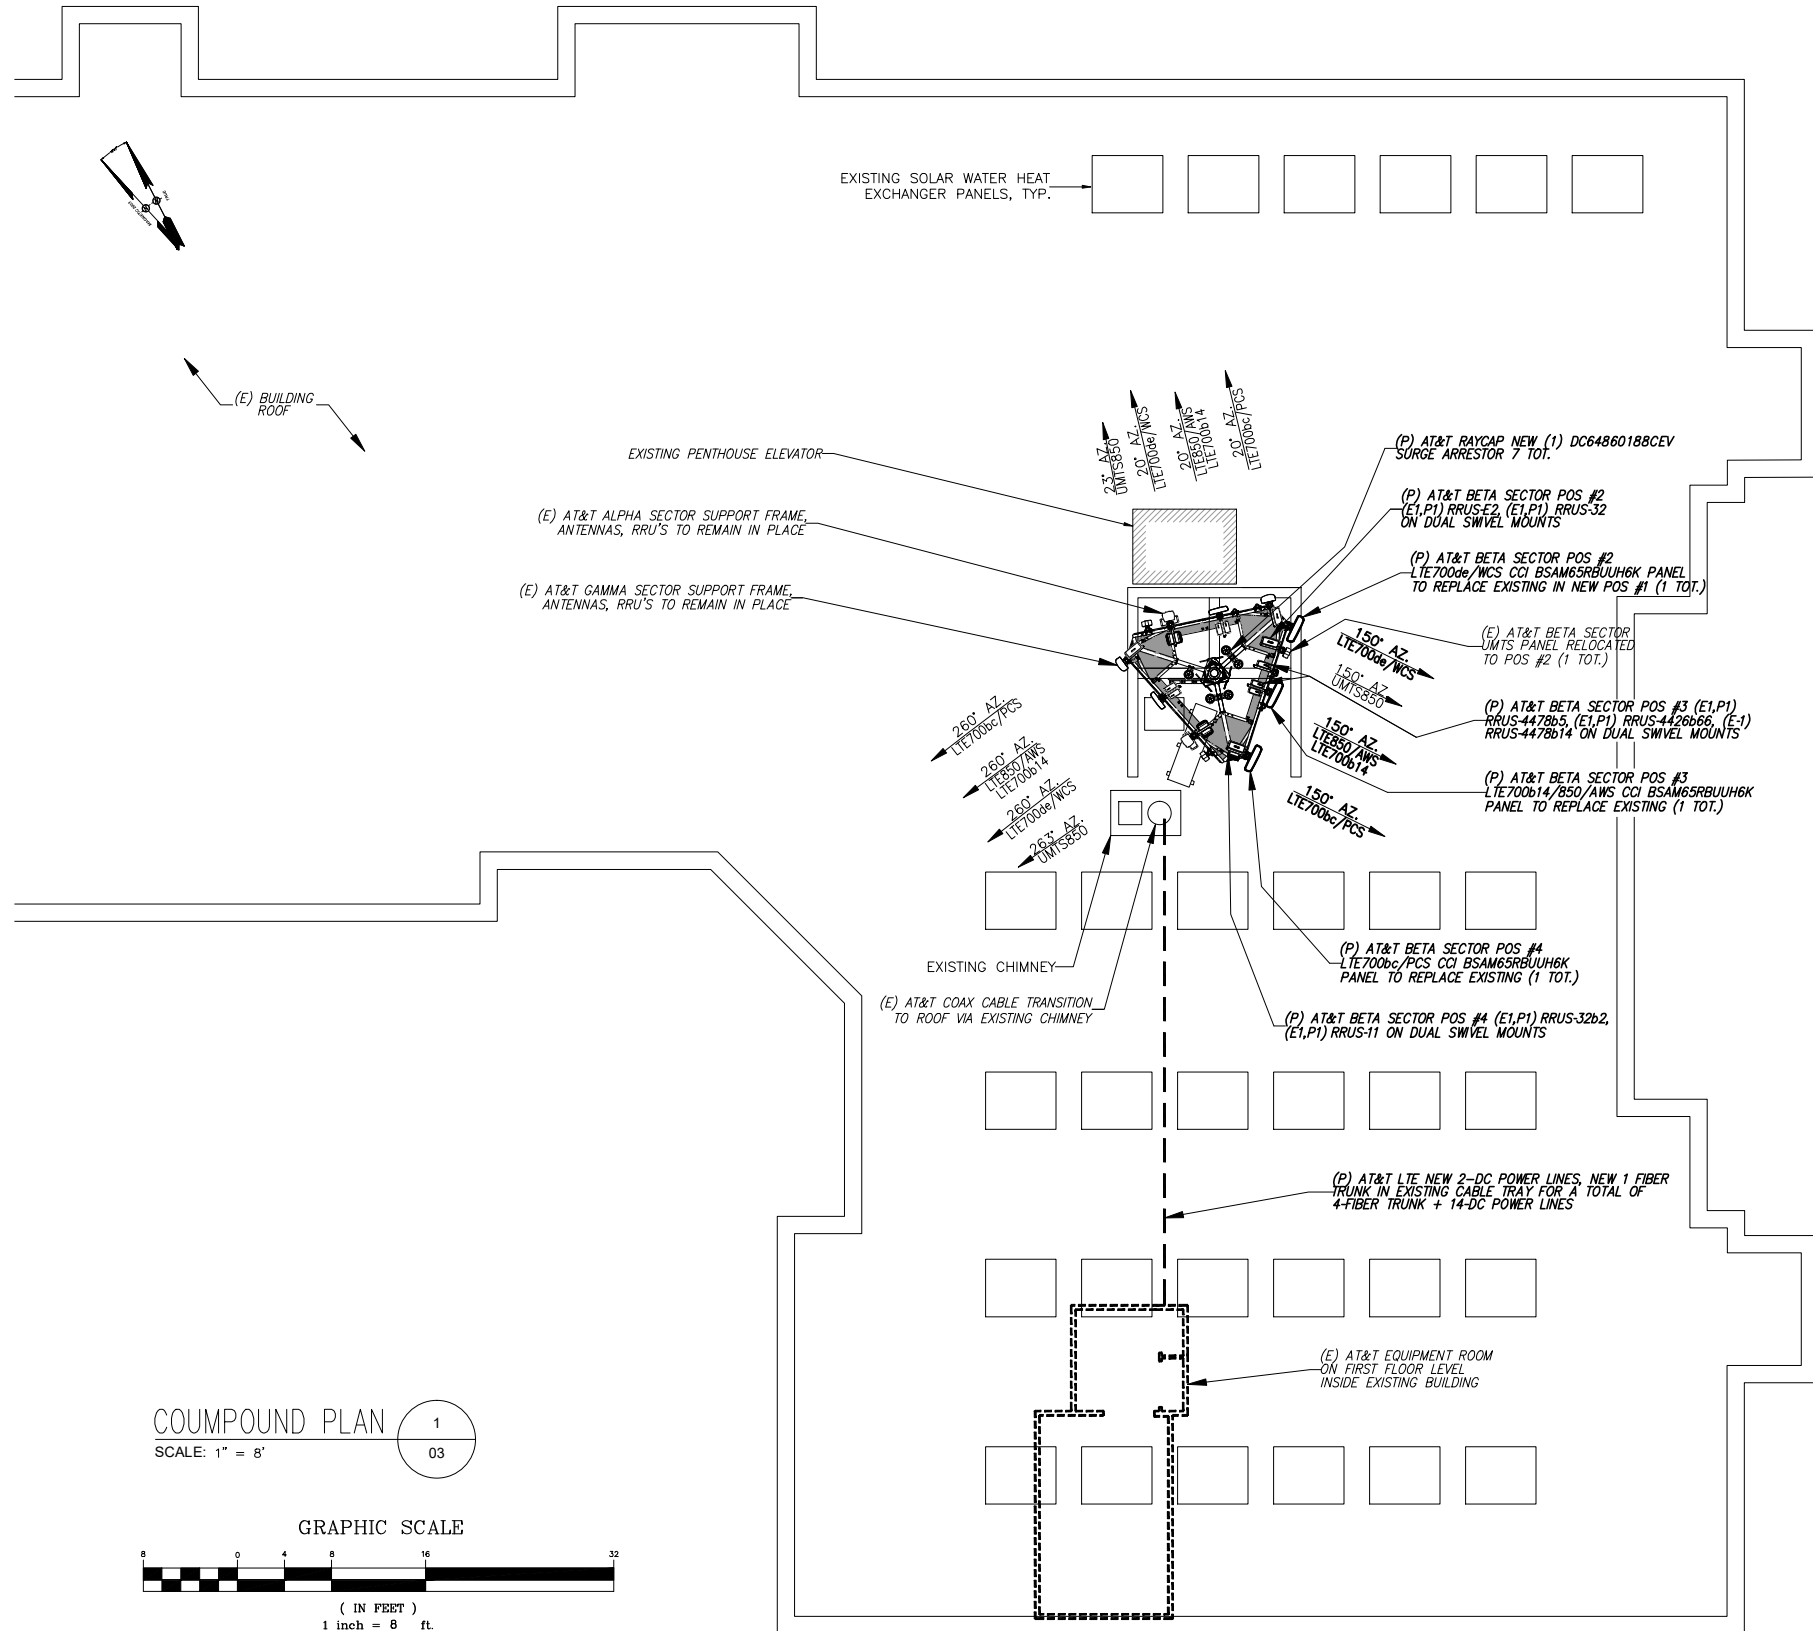 TRUE
EXISTING SOLAR WATER HEAT
EXCHANGER PANELS, TYP.
(E) BUILDING
ROOF
EXISTING PENTHOUSE ELEVATOR
(E) AT&T ALPHA SECTOR SUPPORT FRAME,
ANTENNAS, RRU'S TO REMAIN IN PLACE
(E) AT&T GAMMA SECTOR SUPPORT FRAME,
ANTENNAS, RRU'S TO REMAIN IN PLACE
23° AZ.
UMTS850
20° AZ.
LTE700de/WCS
20° AZ.
LTE850/AWS
LTE700b14
20° AZ.
LTE700bc/PCS
(P) AT&T RAYCAP NEW (1) DC64860188CEV
SURGE ARRESTOR 7 TOT.
(P) AT&T BETA SECTOR POS #2
(E1,P1) RRUS-E2, (E1,P1) RRUS-32
ON DUAL SWIVEL MOUNTS
(P) AT&T BETA SECTOR POS #2
LTE700de/WCS CCI BSAM65RBUUH6K PANEL
TO REPLACE EXISTING IN NEW POS #1 (1 TOT.)
(E) AT&T BETA SECTOR
UMTS PANEL RELOCATED
TO POS #2 (1 TOT.)
150° AZ.
LTE700de/WCS
150° AZ.
UMTS850
150° AZ.
LTE850/AWS
LTE700b14
150° AZ.
LTE700bc/PCS
(P) AT&T BETA SECTOR POS #3 (E1,P1)
RRUS-4478b5, (E1,P1) RRUS-4426b66, (E-1)
RRUS-4478b14 ON DUAL SWIVEL MOUNTS
(P) AT&T BETA SECTOR POS #3
LTE700b14/850/AWS CCI BSAM65RBUUH6K
PANEL TO REPLACE EXISTING (1 TOT.)
260° AZ.
LTE700bc/PCS
260° AZ.
LTE850/AWS
LTE700b14
260° AZ.
LTE700de/WCS
263° AZ.
UMTS850
EXISTING CHIMNEY
(E) AT&T COAX CABLE TRANSITION
TO ROOF VIA EXISTING CHIMNEY
(P) AT&T BETA SECTOR POS #4
LTE700bc/PCS CCI BSAM65RBUUH6K
PANEL TO REPLACE EXISTING (1 TOT.)
(P) AT&T BETA SECTOR POS #4 (E1,P1) RRUS-32b2,
(E1,P1) RRUS-11 ON DUAL SWIVEL MOUNTS
(P) AT&T LTE NEW 2-DC POWER LINES, NEW 1 FIBER
TRUNK IN EXISTING CABLE TRAY FOR A TOTAL OF
4-FIBER TRUNK + 14-DC POWER LINES
(E) AT&T EQUIPMENT ROOM
ON FIRST FLOOR LEVEL
INSIDE EXISTING BUILDING
COUMPOUND PLAN
SCALE: 1" = 8'
1
03
GRAPHIC SCALE
8 0 4 8 16 32
( IN FEET )
1 inch = 8 ft.